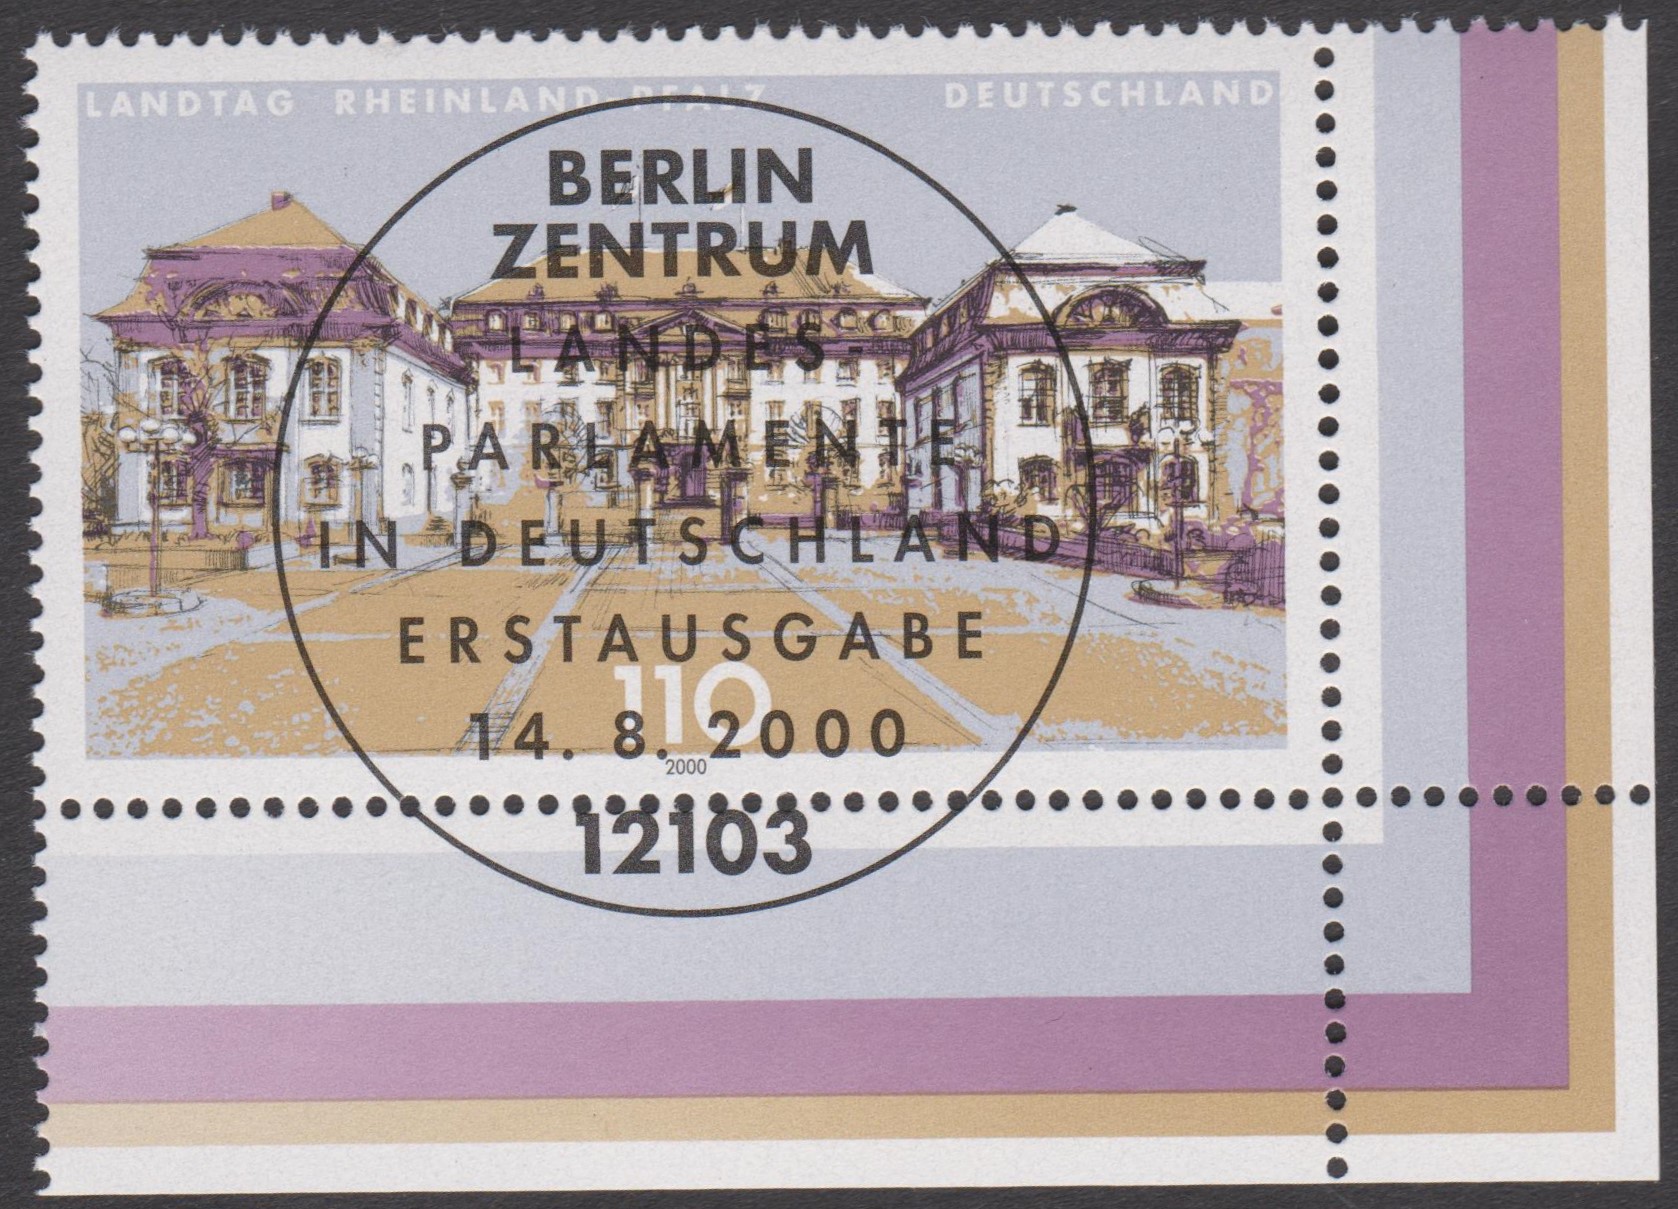 LANDTAG RHEINLAND-PFALZ DEUTSCHLAND
BERLIN
ZENTRUM
LANDES-
PARLAMENTE
IN DEUTSCHLAND
ERSTAUSGABE
110
14. 8. 2000
2000
12103